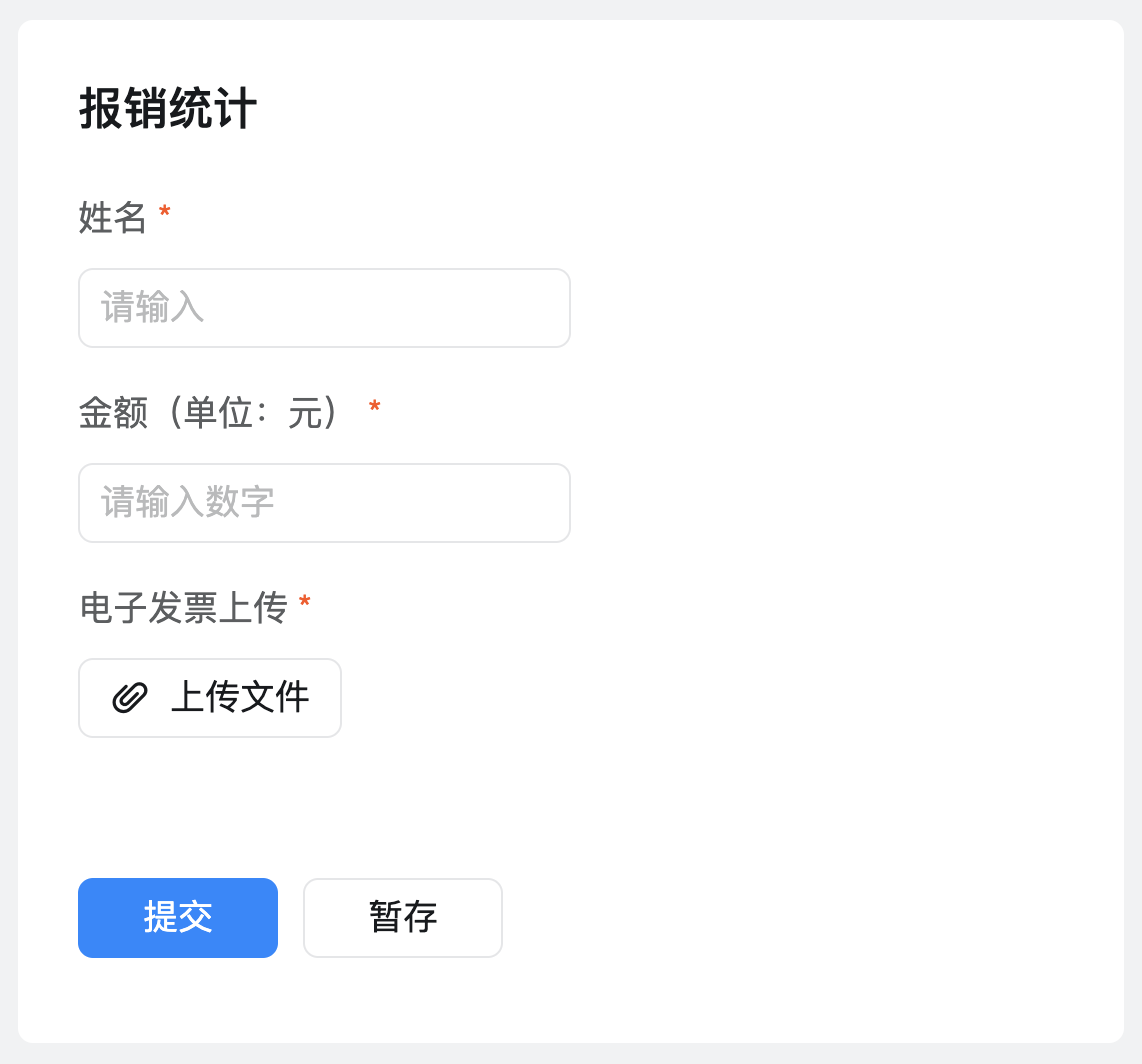 报销统计
姓名 *
请输入
金额（单位：元） *
请输入数字
电子发票上传 *
上传文件
提交 暂存